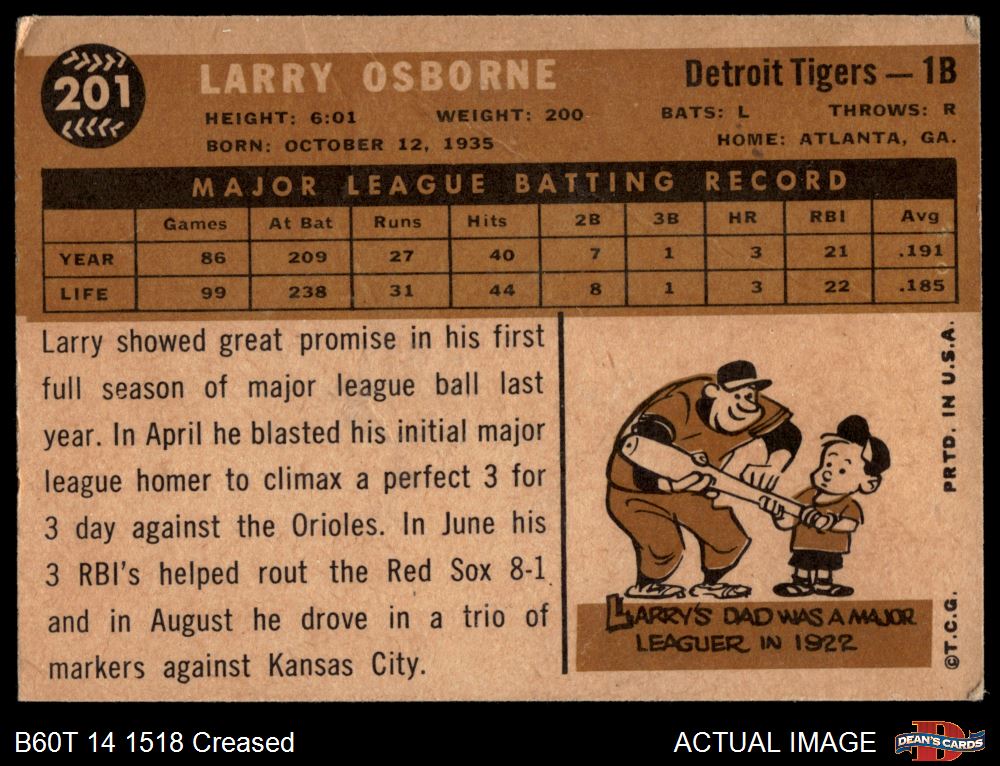 201
LARRY OSBORNE
Detroit Tigers — 1B
HEIGHT: 6:01 WEIGHT: 200 BATS: L THROWS: R
BORN: OCTOBER 12, 1935 HOME: ATLANTA, GA.
MAJOR LEAGUE BATTING RECORD
Games At Bat Runs Hits 2B 3B HR RBI Avg
YEAR 86 209 27 40 7 1 3 21 .191
LIFE 99 238 31 44 8 1 3 22 .185
Larry showed great promise in his first
full season of major league ball last
year. In April he blasted his initial major
league homer to climax a perfect 3 for
3 day against the Orioles. In June his
3 RBI's helped rout the Red Sox 8-1
and in August he drove in a trio of
markers against Kansas City.
LARRY'S DAD WAS A MAJOR
LEAGUER IN 1922
©T.C.G. PRTD. IN U.S.A.
B60T 14 1518 Creased
ACTUAL IMAGE
DEAN'S CARDS